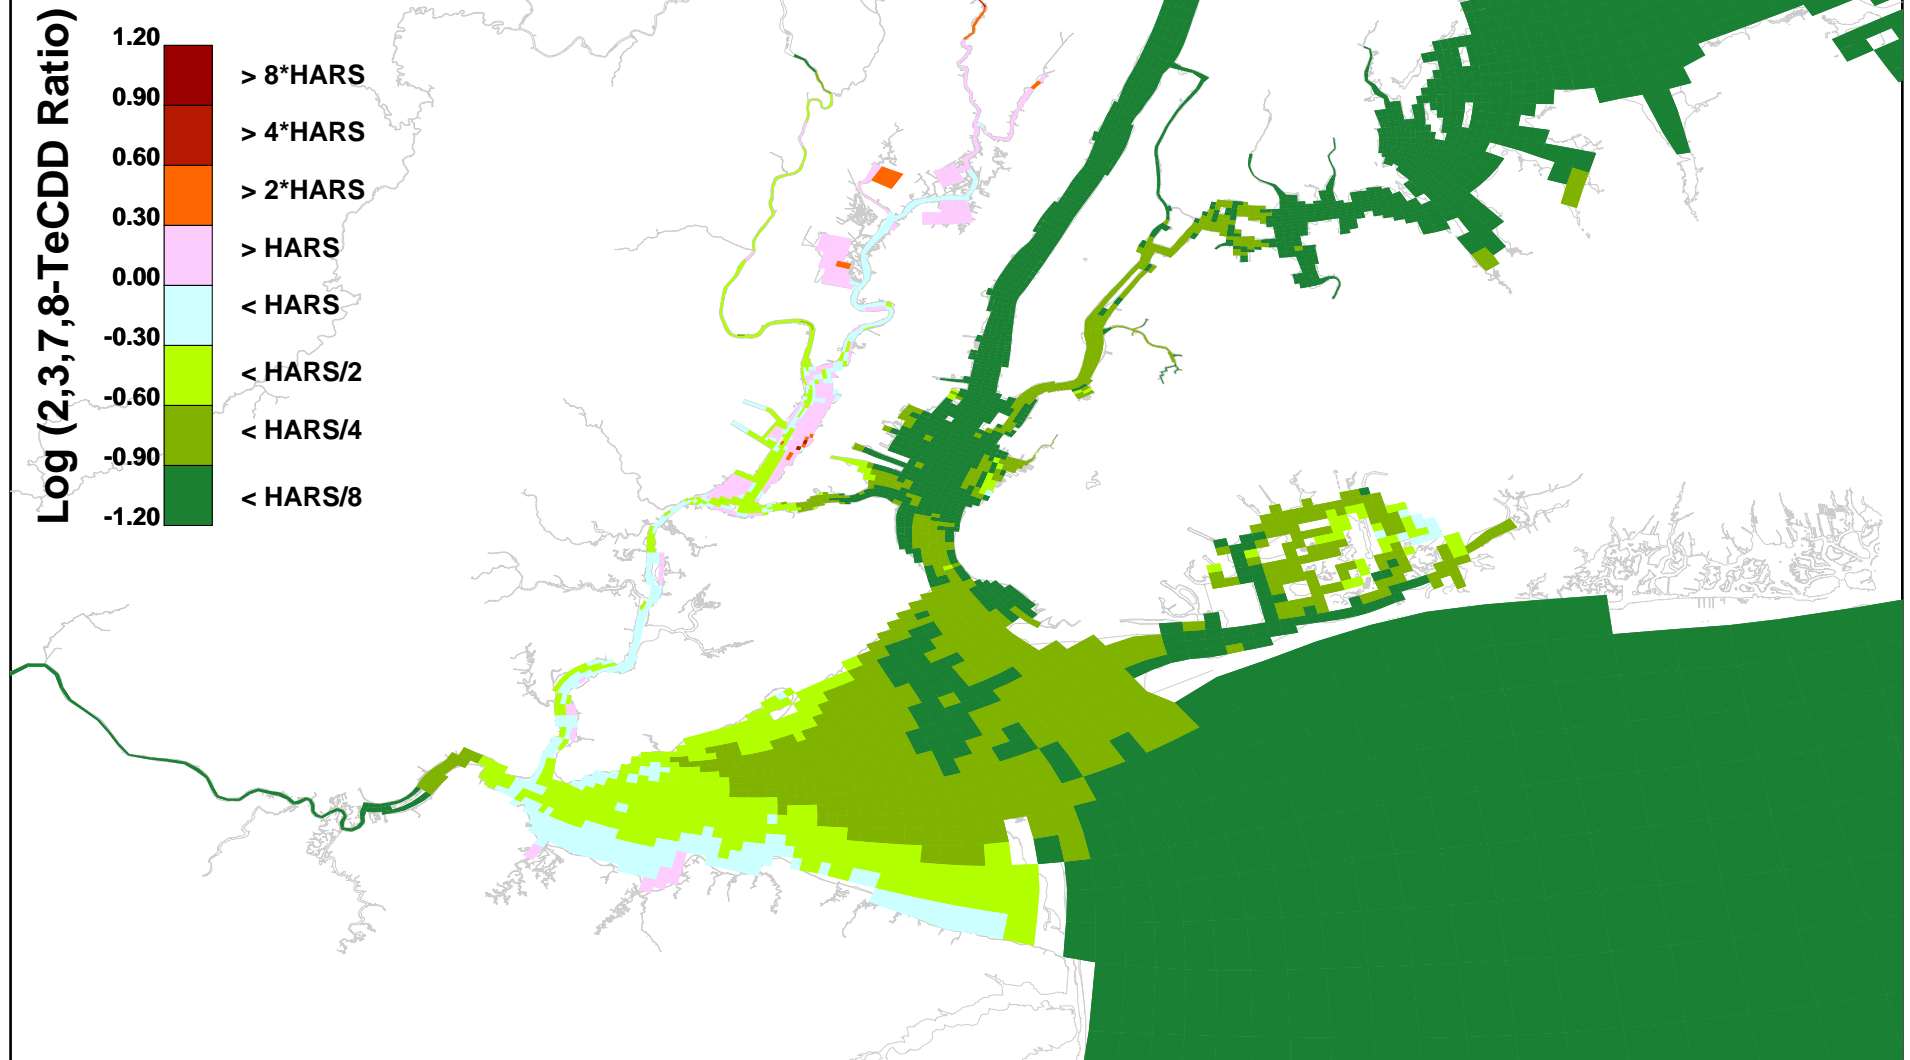 Log (2,3,7,8-TeCDD Ratio)
1.20
> 8*HARS
0.90
> 4*HARS
0.60
> 2*HARS
0.30
> HARS
0.00
< HARS
-0.30
< HARS/2
-0.60
< HARS/4
-0.90
< HARS/8
-1.20